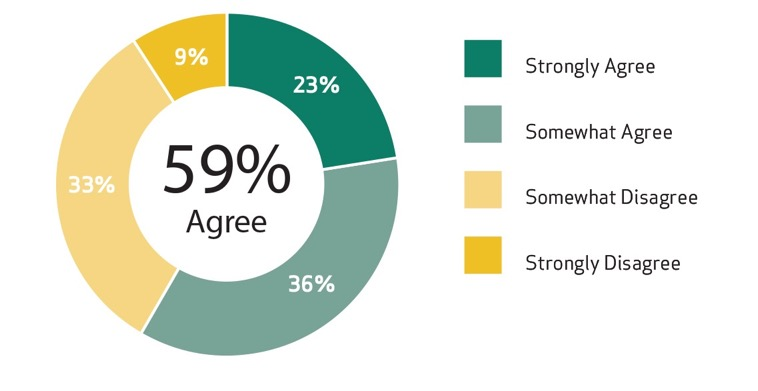 9%
23%
33%
59%
Agree
36%
Strongly Agree
Somewhat Agree
Somewhat Disagree
Strongly Disagree